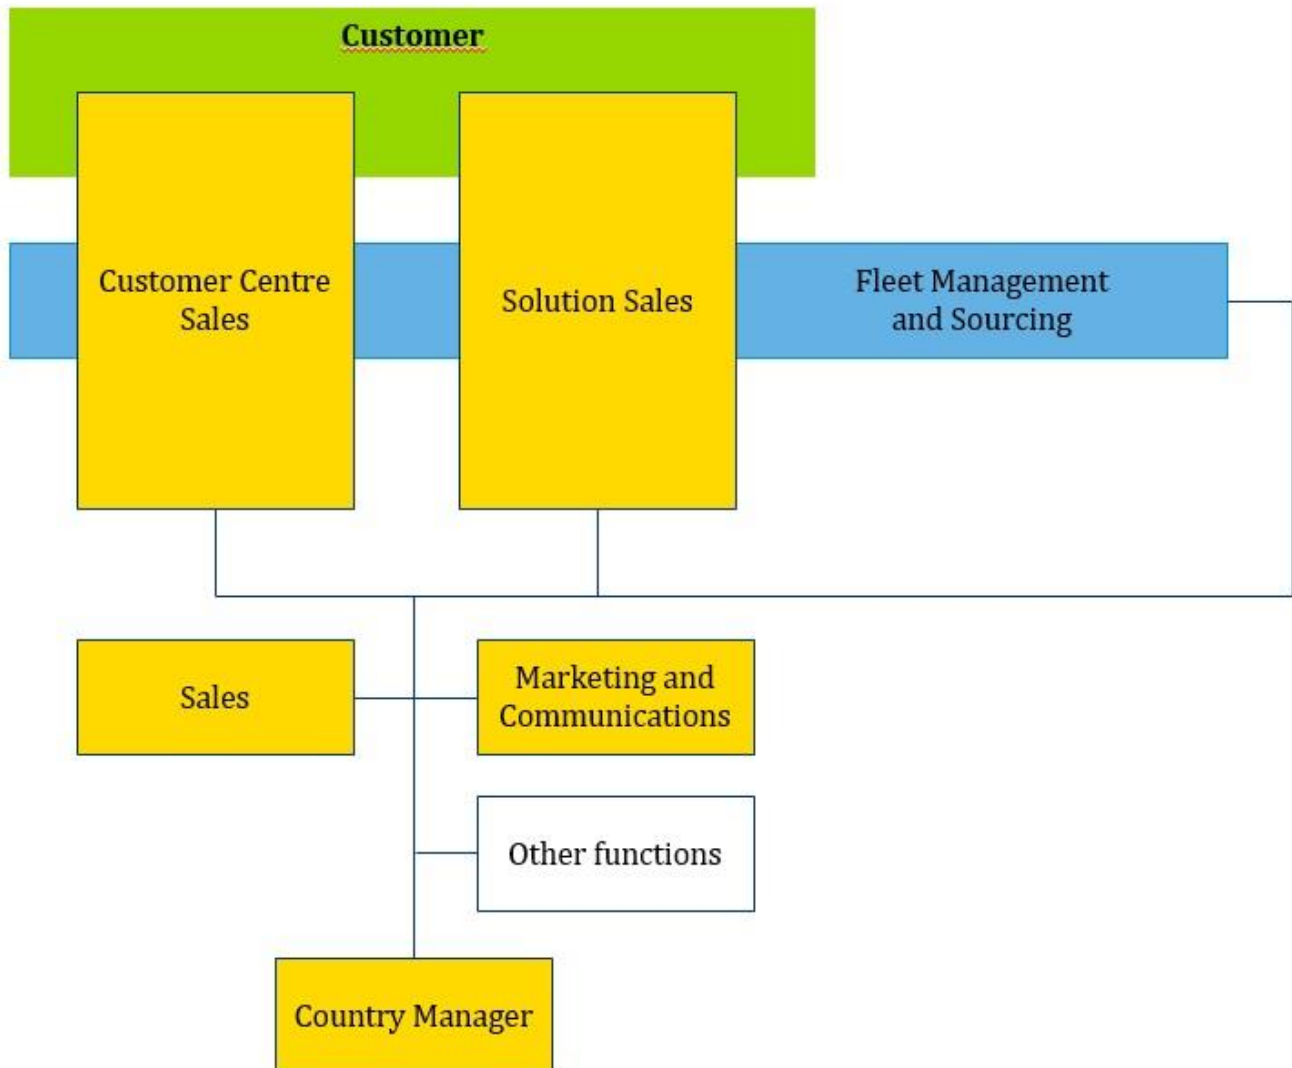 Customer
Customer Centre
Sales
Solution Sales
Fleet Management
and Sourcing
Sales
Marketing and
Communications
Other functions
Country Manager